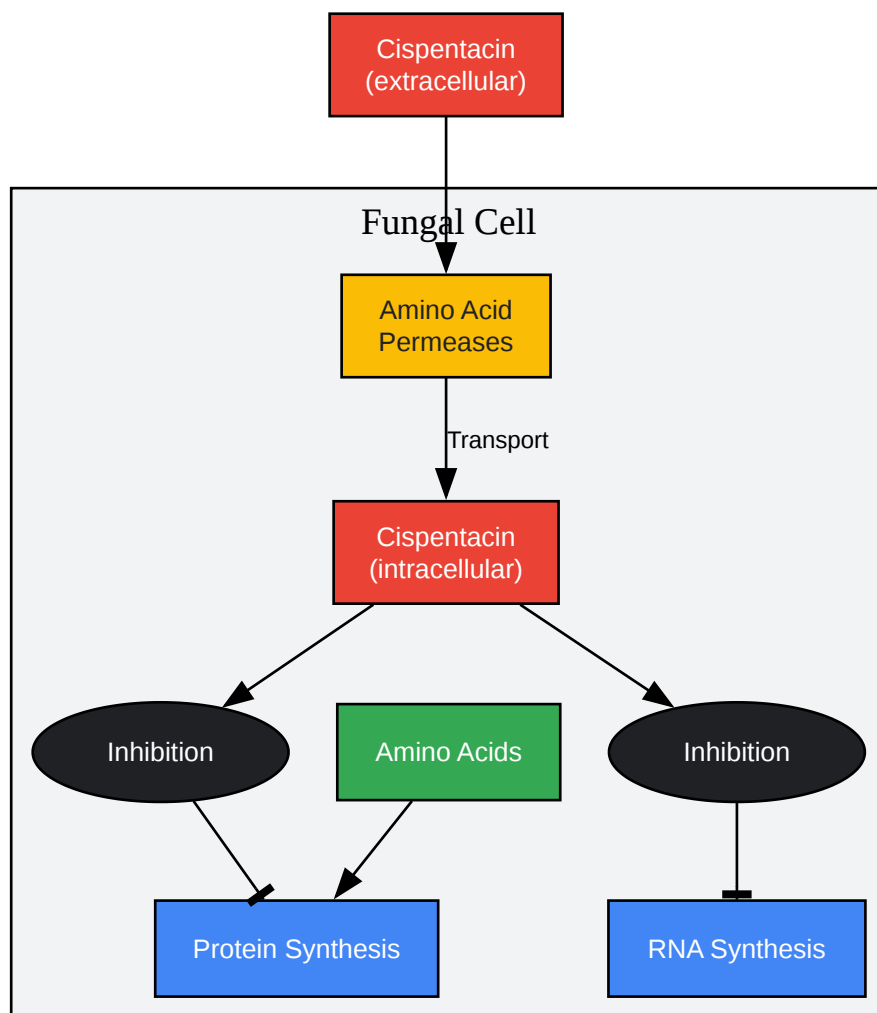 Cispentacin
(extracellular)
Fungal Cell
Amino Acid
Permeases
Transport
Cispentacin
(intracellular)
Inhibition
Amino Acids
Inhibition
Protein Synthesis
RNA Synthesis